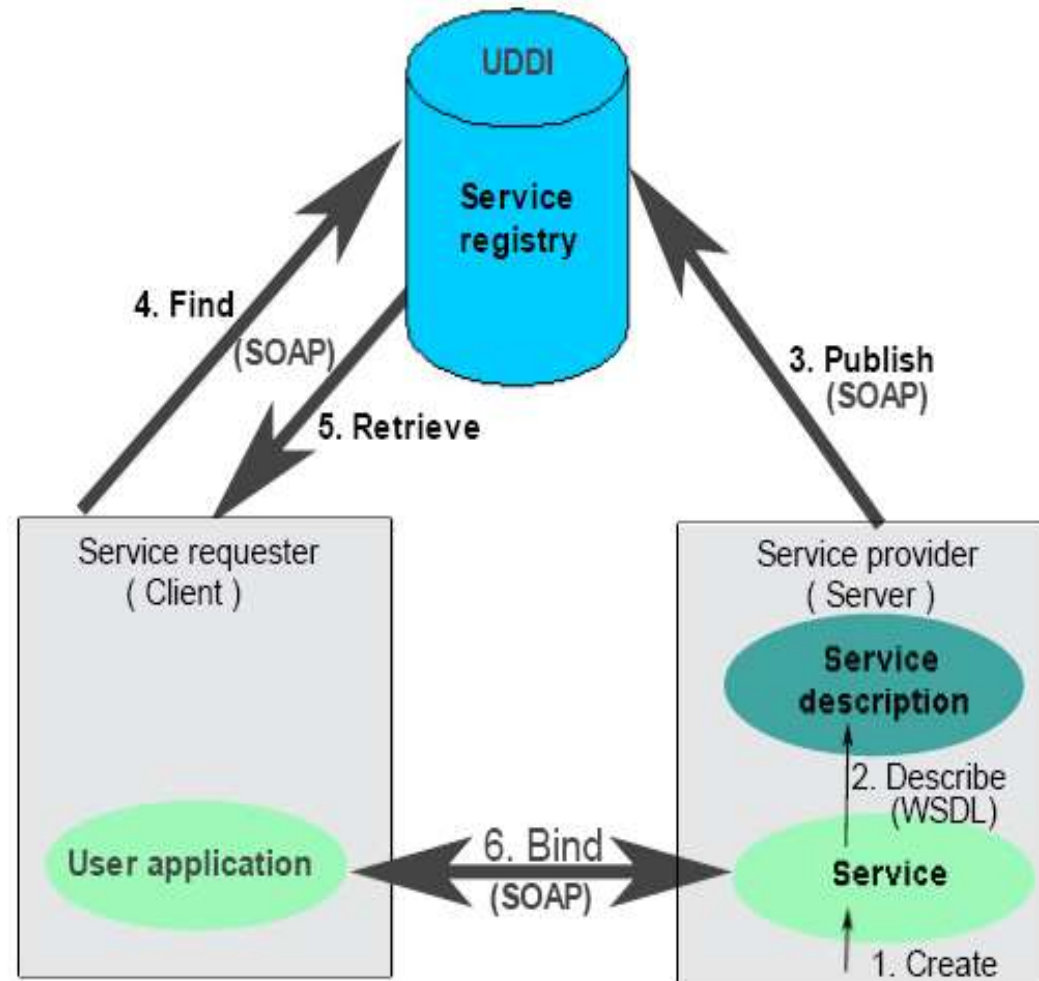 UDDI
Service
registry
4. Find
(SOAP)
5. Retrieve
3. Publish
(SOAP)
Service requester
( Client )
User application
6. Bind
(SOAP)
Service provider
( Server )
Service
description
2. Describe
(WSDL)
Service
1. Create